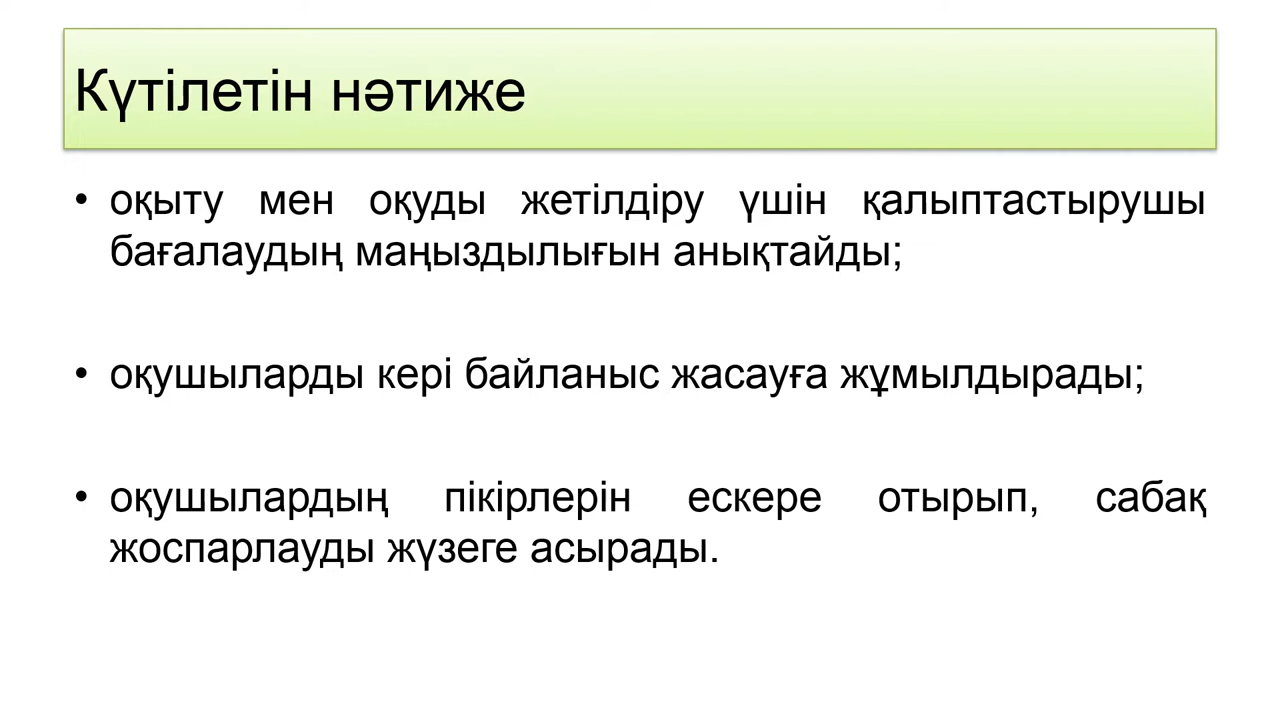 Күтілетін нәтиже
• оқыту мен оқуды жетілдіру үшін қалыптастырушы
бағалаудың маңыздылығын анықтайды;
• оқушыларды кері байланыс жасауға жұмылдырады;
• оқушылардың пікірлерін ескере отырып, сабақ
жоспарлауды жүзеге асырады.